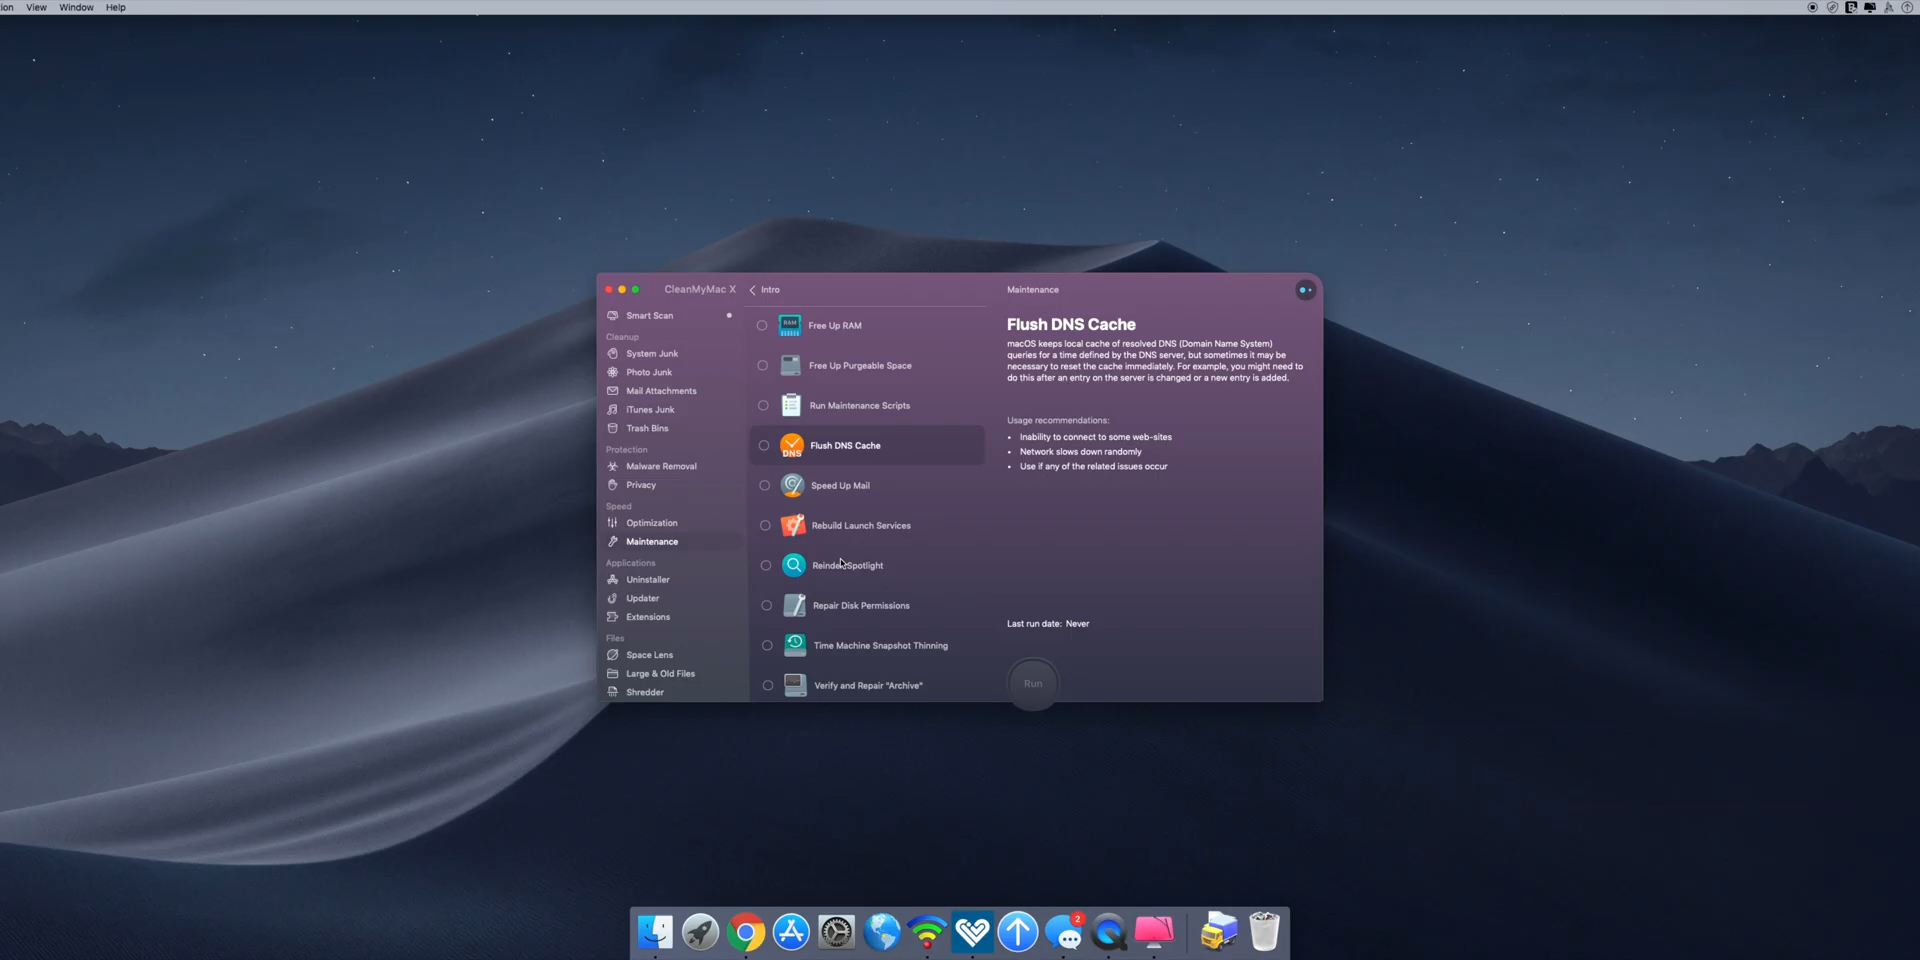 ion View Window Help
CleanMyMac X
Intro
Maintenance
Smart Scan
Cleanup
System Junk
Photo Junk
Mail Attachments
iTunes Junk
Trash Bins
Protection
Malware Removal
Privacy
Speed
Optimization
Maintenance
Applications
Uninstaller
Updater
Extensions
Files
Space Lens
Large & Old Files
Shredder
RAM
Free Up RAM
Free Up Purgeable Space
Run Maintenance Scripts
DNS
Flush DNS Cache
Speed Up Mail
Rebuild Launch Services
Reindex Spotlight
Repair Disk Permissions
Time Machine Snapshot Thinning
Verify and Repair "Archive"
Flush DNS Cache
macOS keeps local cache of resolved DNS (Domain Name System)
queries for a time defined by the DNS server, but sometimes it may be
necessary to reset the cache immediately. For example, you might need to
do this after an entry on the server is changed or a new entry is added.
Usage recommendations:
• Inability to connect to some web-sites
• Network slows down randomly
• Use if any of the related issues occur
Last run date: Never
Run
2